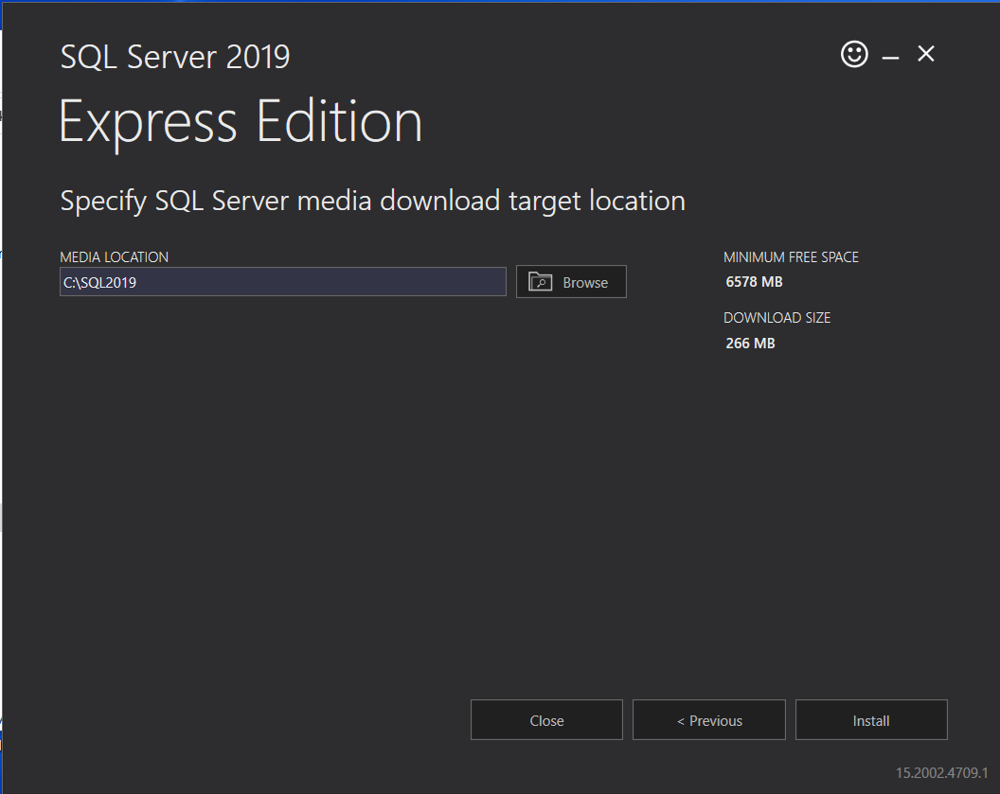 SQL Server 2019
Express Edition
Specify SQL Server media download target location
MEDIA LOCATION
C:\SQL2019
Browse
MINIMUM FREE SPACE
6578 MB
DOWNLOAD SIZE
266 MB
Close
< Previous
Install
15.2002.4709.1